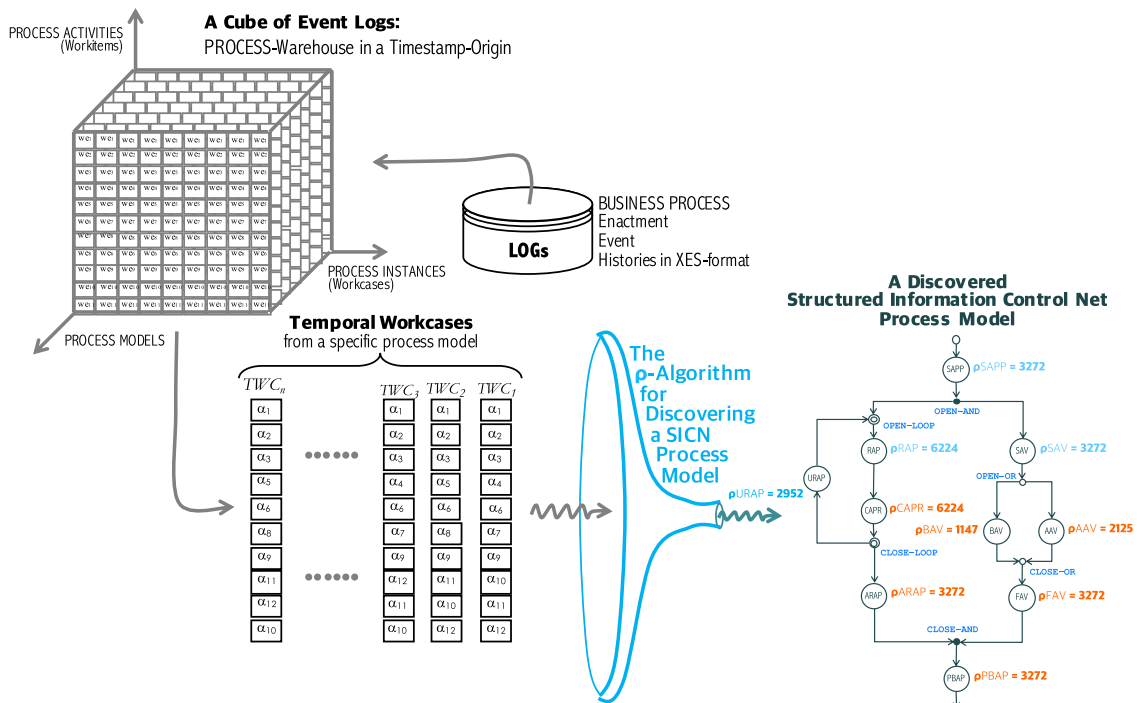 A Cube of Event Logs:
PROCESS-Warehouse in a Timestamp-Origin
PROCESS ACTIVITIES
(Workitems)
PROCESS INSTANCES
(Workcases)
PROCESS MODELS
LOGs
BUSINESS PROCESS
Enactment
Event
Histories in XES-format
Temporal Workcases
from a specific process model
TWCn TWC3 TWC2 TWC1
α1 α1 α1 α1
α2 α2 α2 α2
α3 α3 α3 α3
α5 α4 α5 α4
α6 α6 α6 α6
α8 α7 α8 α7
α9 α9 α9 α9
α11 α12 α11 α10
α12 α11 α10 α11
α10 α10 α12 α12
The
ρ-Algorithm
for
Discovering
a SICN
Process
Model
A Discovered
Structured Information Control Net
Process Model
SAPP ρSAPP = 3272
OPEN-AND
OPEN-LOOP
RAP ρRAP = 6224
SAV ρSAV = 3272
OPEN-OR
URAP
ρURAP = 2952
CAPR ρCAPR = 6224
ρBAV = 1147
BAV
AAV ρAAV = 2125
CLOSE-LOOP
CLOSE-OR
ARAP ρARAP = 3272
FAV ρFAV = 3272
CLOSE-AND
PBAP ρPBAP = 3272